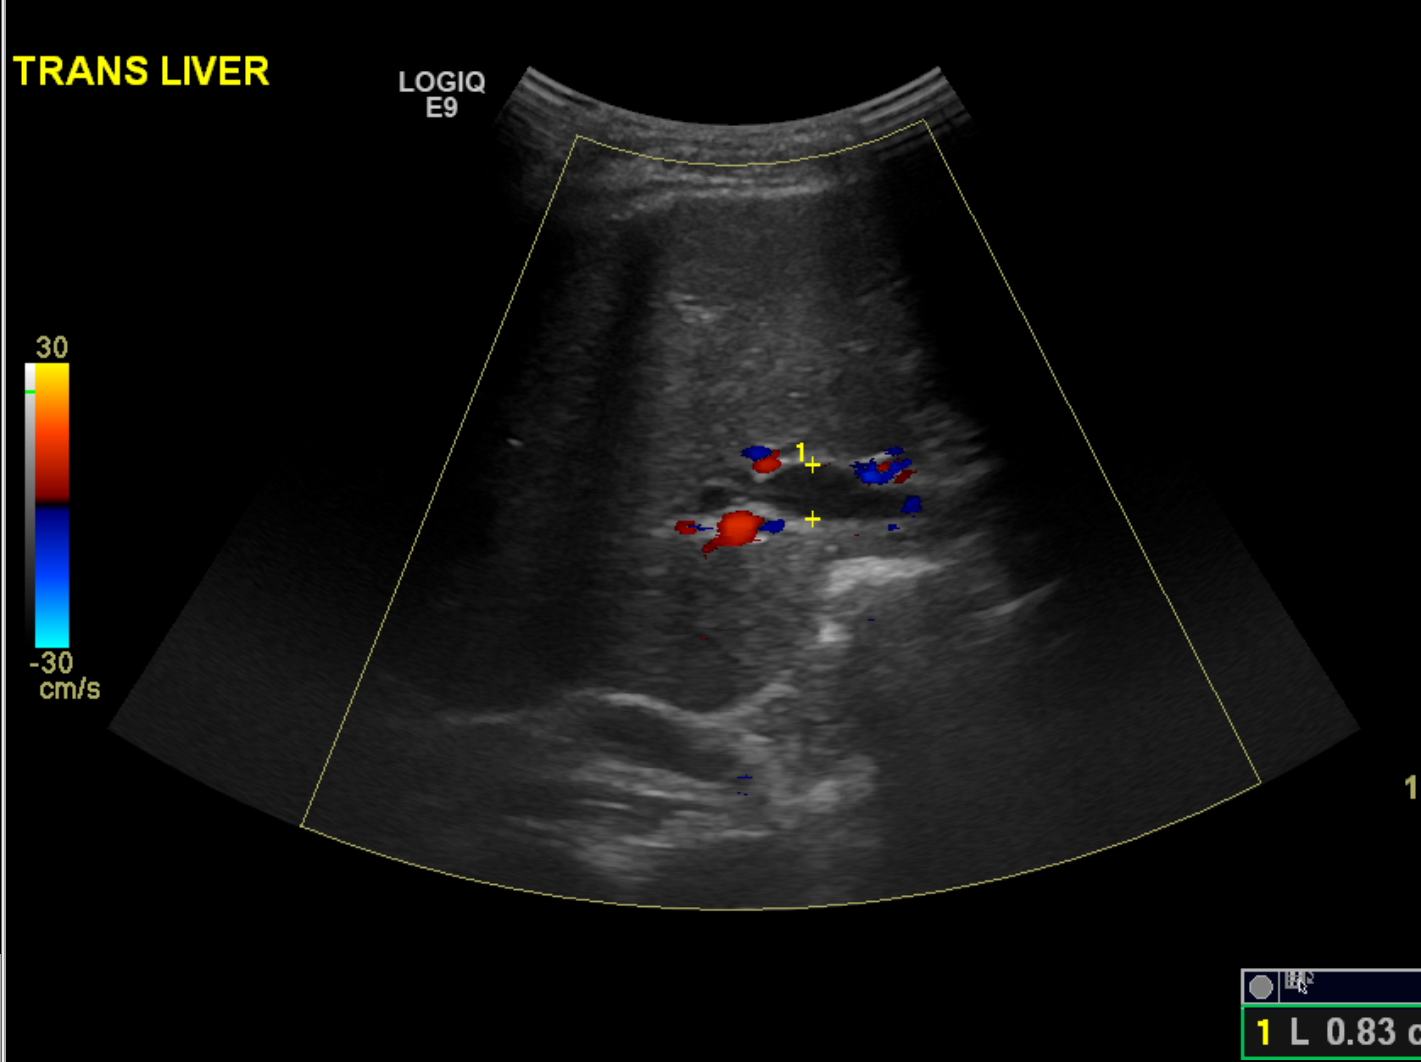 TRANS LIVER
LOGIQ
E9
30
-30
cm/s
1
1
1 L 0.83 c